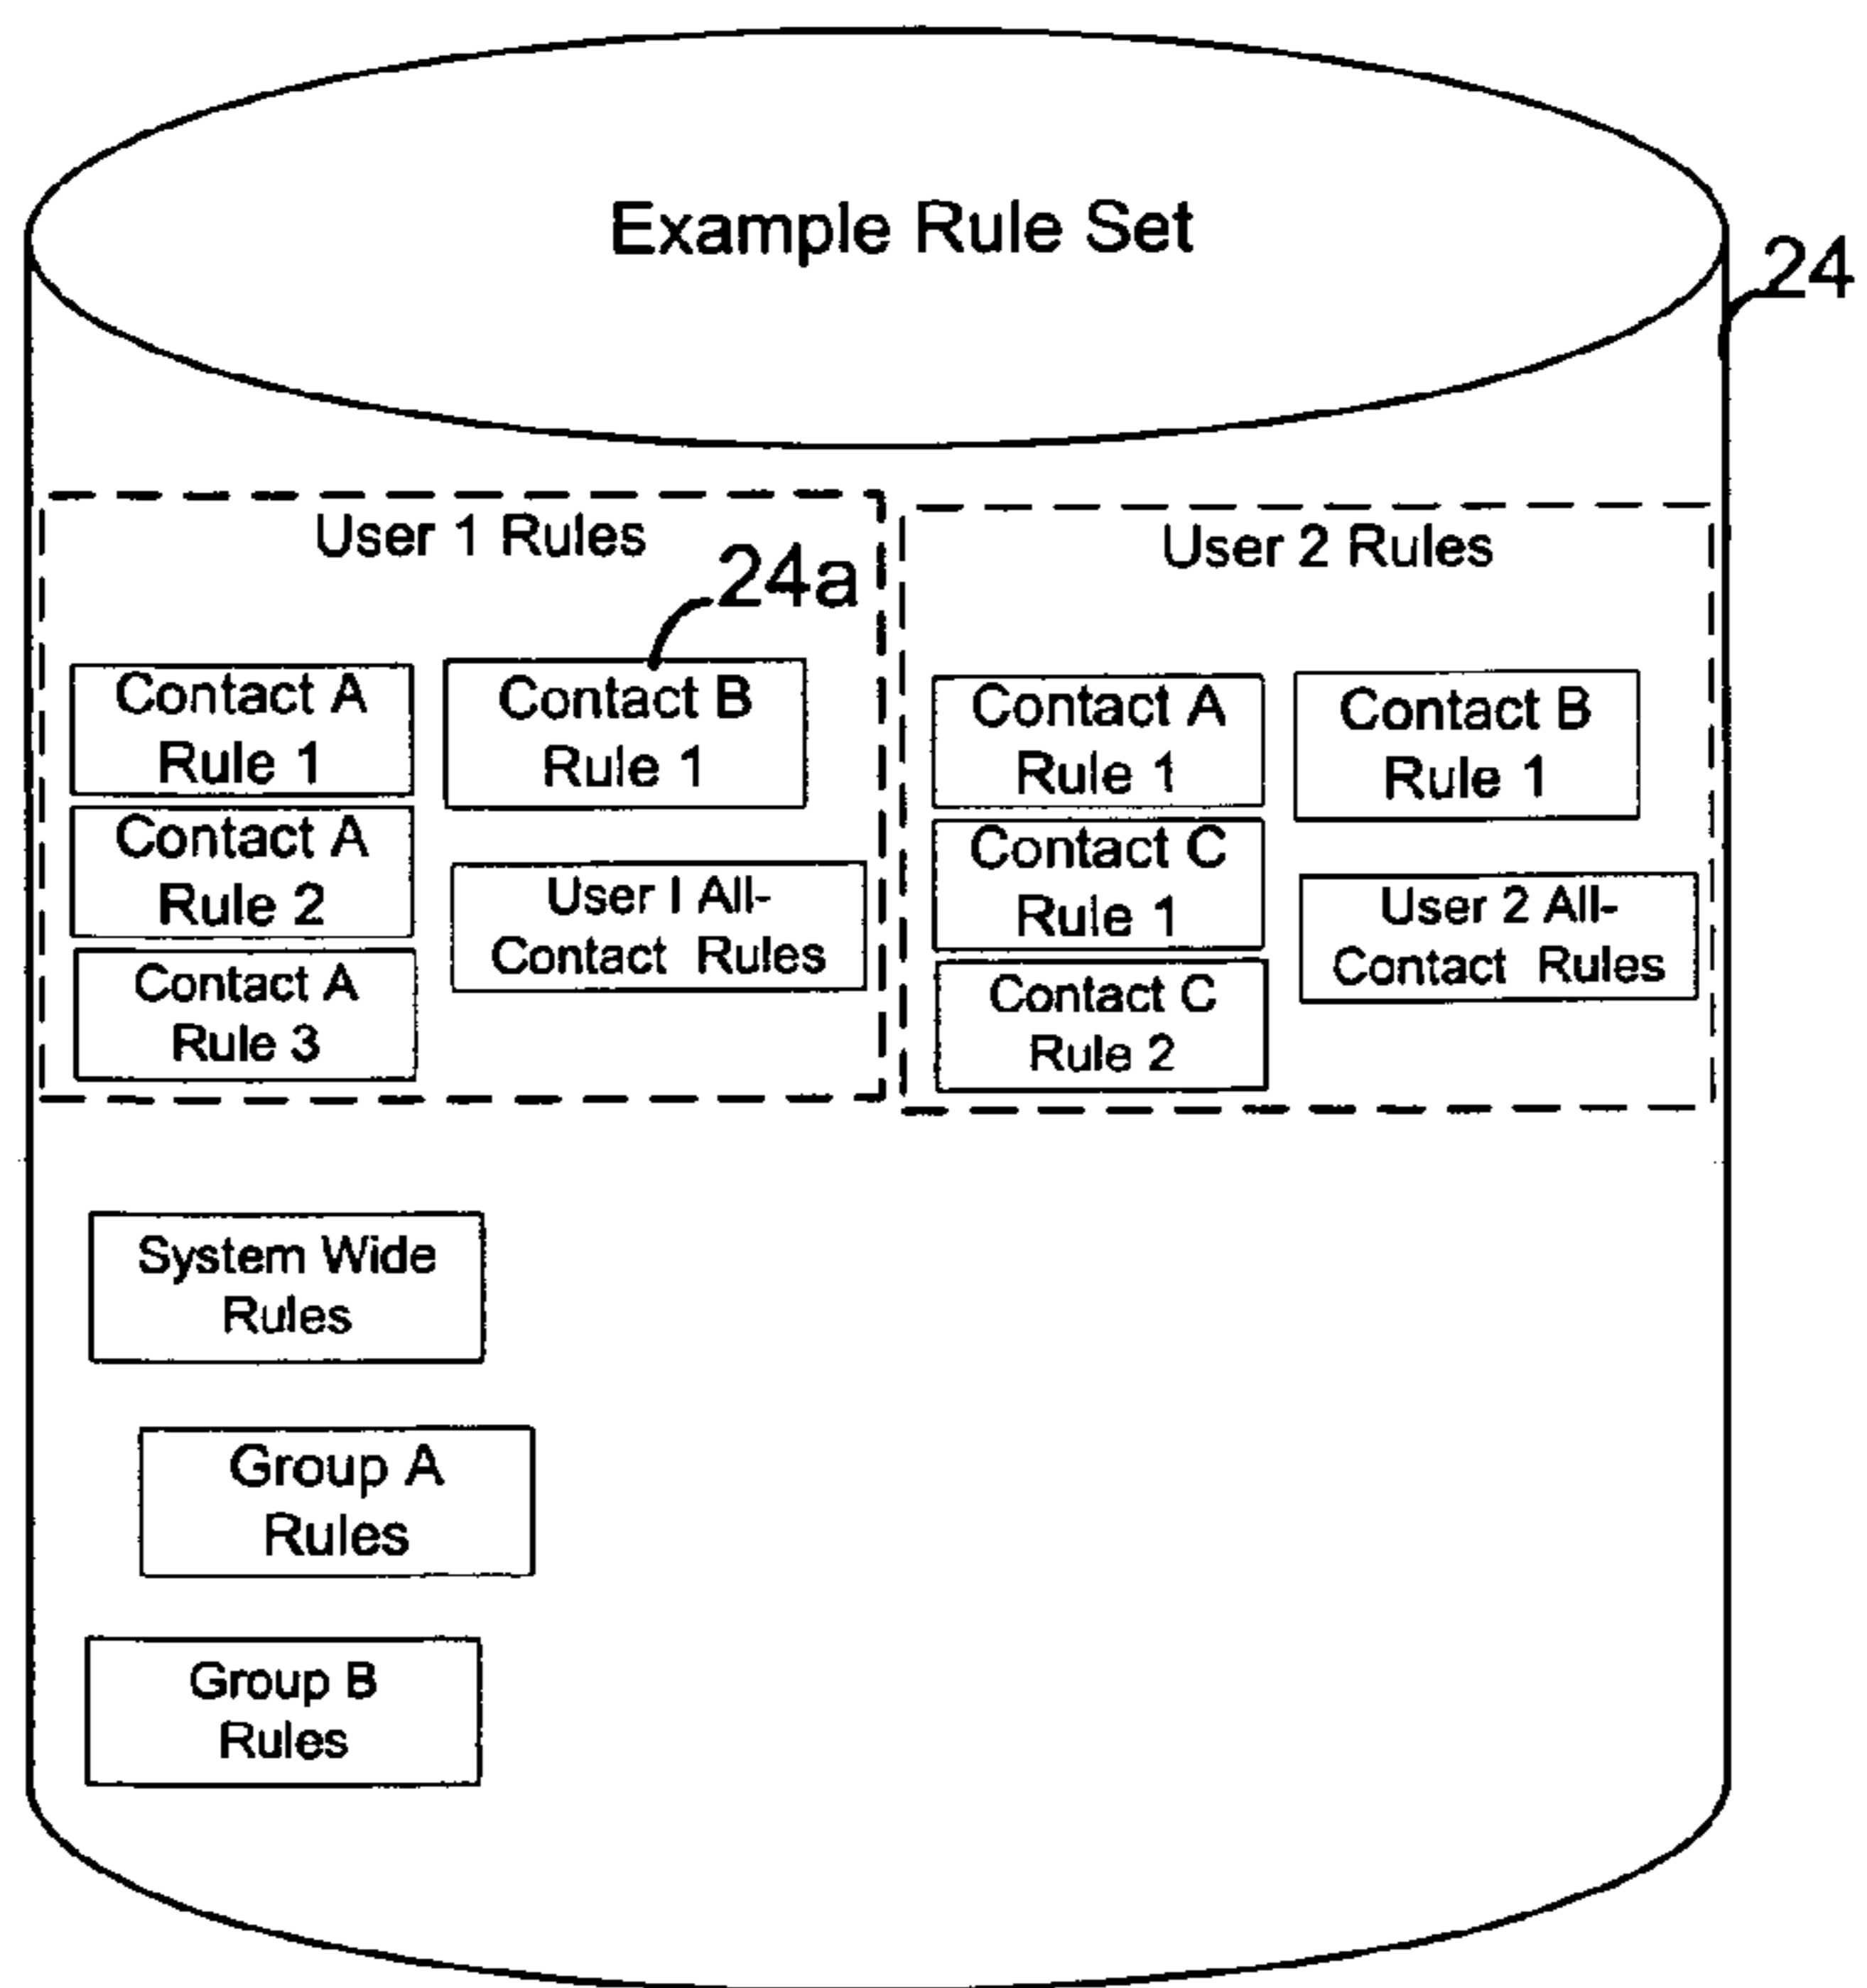 Example Rule Set
24
User 1 Rules
24a
Contact A
Rule 1
Contact B
Rule 1
Contact A
Rule 2
User I All-
Contact Rules
Contact A
Rule 3
User 2 Rules
Contact A
Rule 1
Contact B
Rule 1
Contact C
Rule 1
User 2 All-
Contact Rules
Contact C
Rule 2
System Wide
Rules
Group A
Rules
Group B
Rules